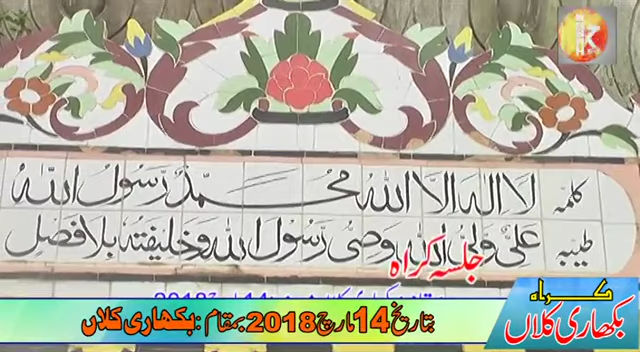 K
کلمہ لا الہ الا اللہ محمد رسول اللہ
طیبہ علی ولی اللہ وصی رسول اللہ وخلیفتہ بلا فصل
جلسہ کراہ
بتاریخ 14 مارچ 2018 بمقام : بکھاری کلاں
کراہ
بکھاری کلاں